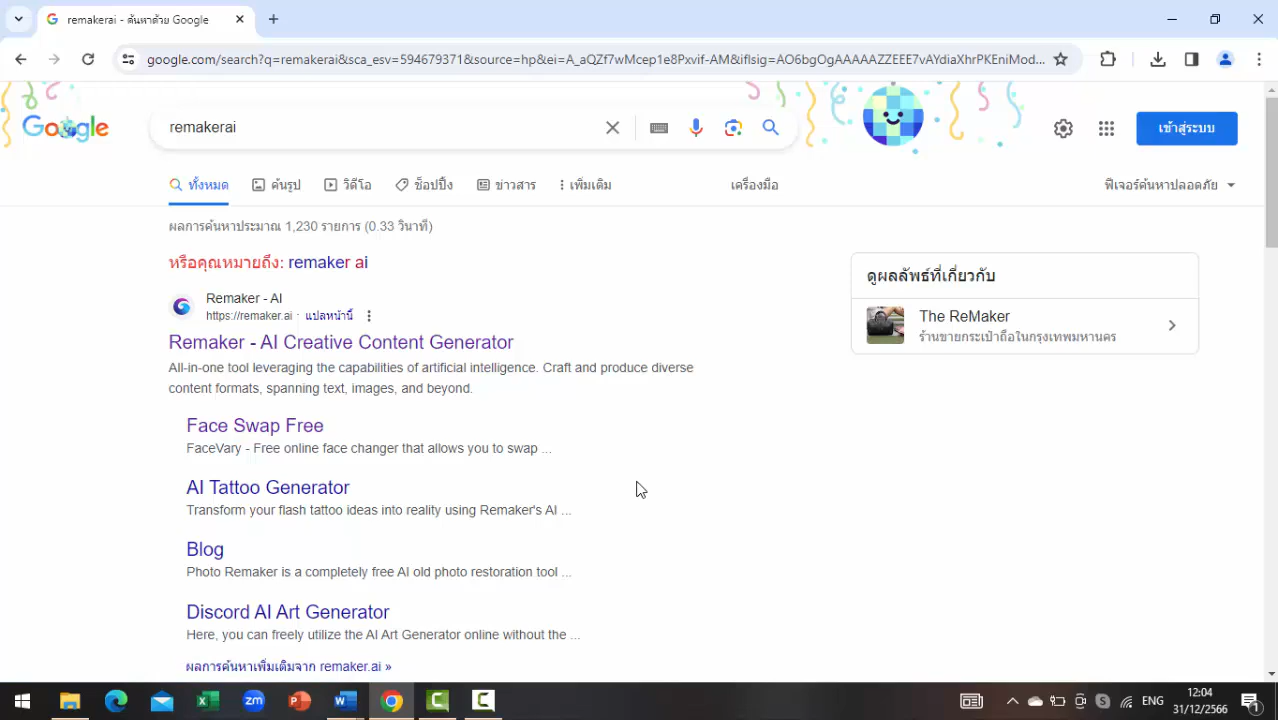 remakerai - ค้นหาด้วย Google
google.com/search?q=remakerai&sca_esv=594679371&source=hp&ei=A_aQZf7wMcep1e8Pxvif-AM&iflsig=AO6bgOgAAAAAZZEEE7vAYdiaXhrPKEniMod...
Google
remakerai
เข้าสู่ระบบ
ทั้งหมด
ค้นรูป
วิดีโอ
ช็อปปิ้ง
ข่าวสาร
เพิ่มเติม
เครื่องมือ
ฟีเจอร์ค้นหาปลอดภัย
ผลการค้นหาประมาณ 1,230 รายการ (0.33 วินาที)
หรือคุณหมายถึง: remaker ai
Remaker - AI
https://remaker.ai · แปลหน้านี้
Remaker - AI Creative Content Generator
All-in-one tool leveraging the capabilities of artificial intelligence. Craft and produce diverse
content formats, spanning text, images, and beyond.
Face Swap Free
FaceVary - Free online face changer that allows you to swap ...
AI Tattoo Generator
Transform your flash tattoo ideas into reality using Remaker's AI ...
Blog
Photo Remaker is a completely free AI old photo restoration tool ...
Discord AI Art Generator
Here, you can freely utilize the AI Art Generator online without the ...
ผลการค้นหาเพิ่มเติมจาก remaker.ai »
ดูผลลัพธ์ที่เกี่ยวกับ
The ReMaker
ร้านขายกระเป๋าถือในกรุงเทพมหานคร
zm
ENG
12:04
31/12/2566
1